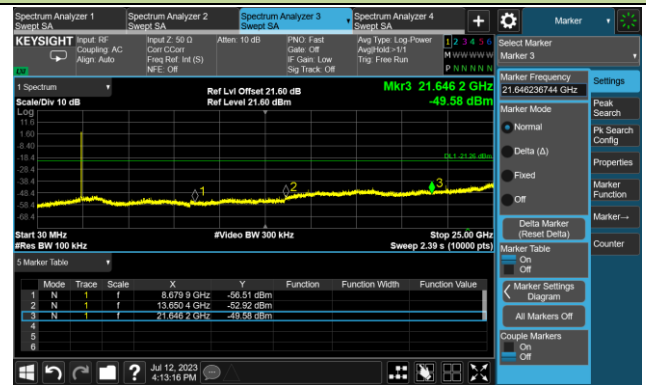 Spectrum Analyzer 1
Swept SA
Spectrum Analyzer 2
Swept SA
Spectrum Analyzer 3
Swept SA
Spectrum Analyzer 4
Swept SA
+
Marker
KEYSIGHT
Input: RF
Coupling: AC
Align: Auto
Input Z: 50 Ω
Corr CCorr
Freq Ref: Int (S)
NFE: Off
Atten: 10 dB
PNO: Fast
Gate: Off
IF Gain: Low
Sig Track: Off
Avg Type: Log-Power
Avg|Hold:>1/1
Trig: Free Run
1 2 3 4 5 6
M W W W W W
P N N N N N
1 Spectrum
Scale/Div 10 dB
Ref Lvl Offset 21.60 dB
Ref Level 21.60 dBm
Mkr3 21.646 2 GHz
-49.58 dBm
Log
11.6
1.60
-8.40
-18.4
-28.4
-38.4
-48.4
-58.4
-68.4
DL1 -21.26 dBm
1
2
3
Start 30 MHz
#Res BW 100 kHz
#Video BW 300 kHz
Stop 25.00 GHz
Sweep 2.39 s (10000 pts)
5 Marker Table
Mode Trace Scale X Y Function Function Width Function Value
1 N 1 f 8.679 9 GHz -56.51 dBm
2 N 1 f 13.650 4 GHz -52.92 dBm
3 N 1 f 21.646 2 GHz -49.58 dBm
4
5
6
Jul 12, 2023
4:13:16 PM
Select Marker
Marker 3
Marker Frequency
21.646236744 GHz
Marker Mode
Normal
Delta (Δ)
Fixed
Off
Delta Marker
(Reset Delta)
Marker Table
On
Off
Marker Settings
Diagram
All Markers Off
Couple Markers
On
Off
Settings
Peak
Search
Pk Search
Config
Properties
Marker
Function
Marker→
Counter